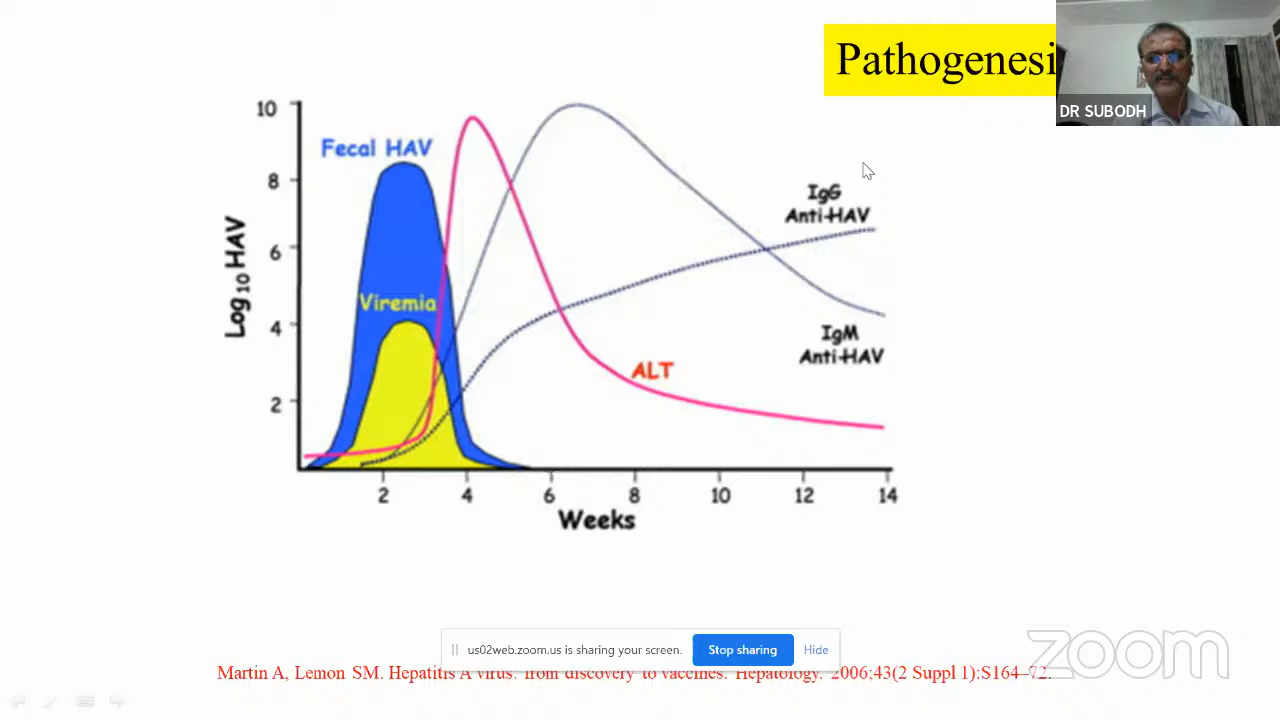 Pathogenesi
DR SUBODH
10
8
6
4
2
Log 10 HAV
Fecal HAV
Viremia
IgG
Anti-HAV
IgM
Anti-HAV
ALT
2 4 6 8 10 12 14
Weeks
us02web.zoom.us is sharing your screen. Stop sharing Hide
zoom
Martin A, Lemon SM. Hepatitis A virus: from discovery to vaccines. Hepatology. 2006;43(2 Suppl 1):S164–72.